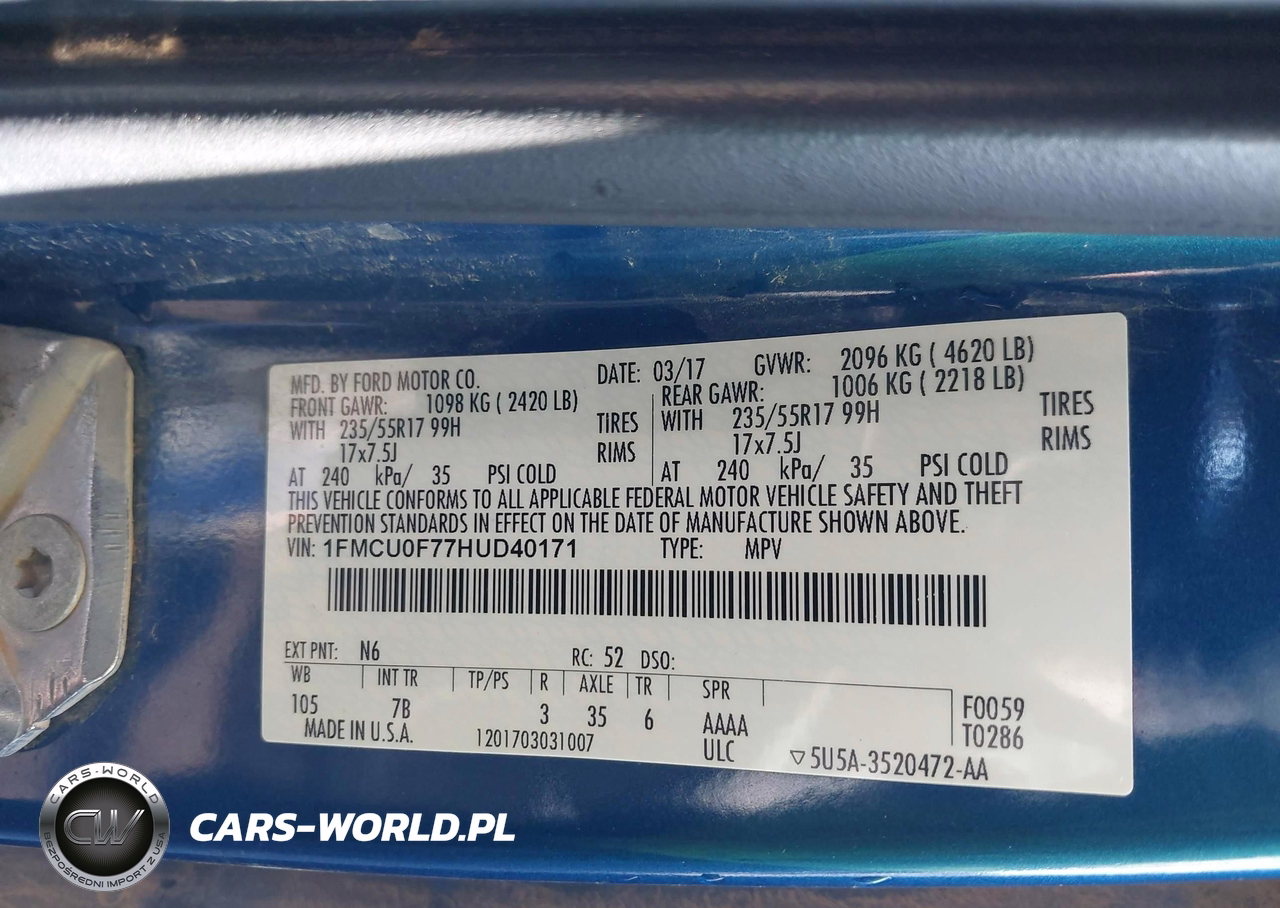 MFD. BY FORD MOTOR CO. DATE: 03/17 GVWR: 2096 KG ( 4620 LB)
FRONT GAWR: 1098 KG ( 2420 LB) REAR GAWR: 1006 KG ( 2218 LB)
WITH 235/55R17 99H TIRES WITH 235/55R17 99H TIRES
17x7.5J RIMS 17x7.5J RIMS
AT 240 kPa/ 35 PSI COLD AT 240 kPa/ 35 PSI COLD
THIS VEHICLE CONFORMS TO ALL APPLICABLE FEDERAL MOTOR VEHICLE SAFETY AND THEFT
PREVENTION STANDARDS IN EFFECT ON THE DATE OF MANUFACTURE SHOWN ABOVE.
VIN: 1FMCU0F77HUD40171 TYPE: MPV
EXT PNT: N6 RC: 52 DSO:
WB INT TR TP/PS R AXLE TR SPR
105 7B 3 35 6 AAAA F0059
ULC T0286
MADE IN U.S.A. 1201703031007 ▽5U5A-3520472-AA
CARS-WORLD
CW
BEZPOŚREDNI IMPORT Z USA
CARS-WORLD.PL